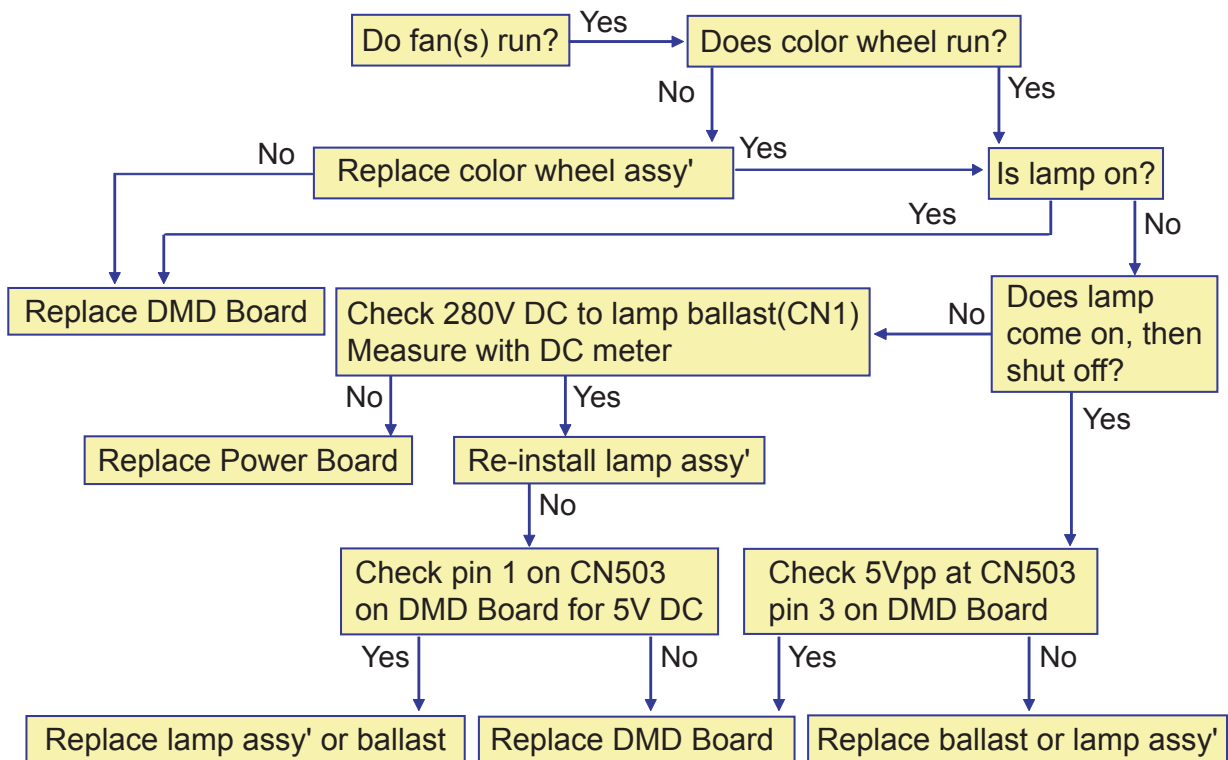 Do fan(s) run?
Yes
Does color wheel run?
No
Yes
No
Replace color wheel assy'
Yes
Is lamp on?
Yes
No
Replace DMD Board
Check 280V DC to lamp ballast(CN1)
Measure with DC meter
No
Does lamp
come on, then
shut off?
No
Yes
Yes
Replace Power Board
Re-install lamp assy'
No
Check pin 1 on CN503
on DMD Board for 5V DC
Check 5Vpp at CN503
pin 3 on DMD Board
Yes
No
Yes
No
Replace lamp assy' or ballast
Replace DMD Board
Replace ballast or lamp assy'